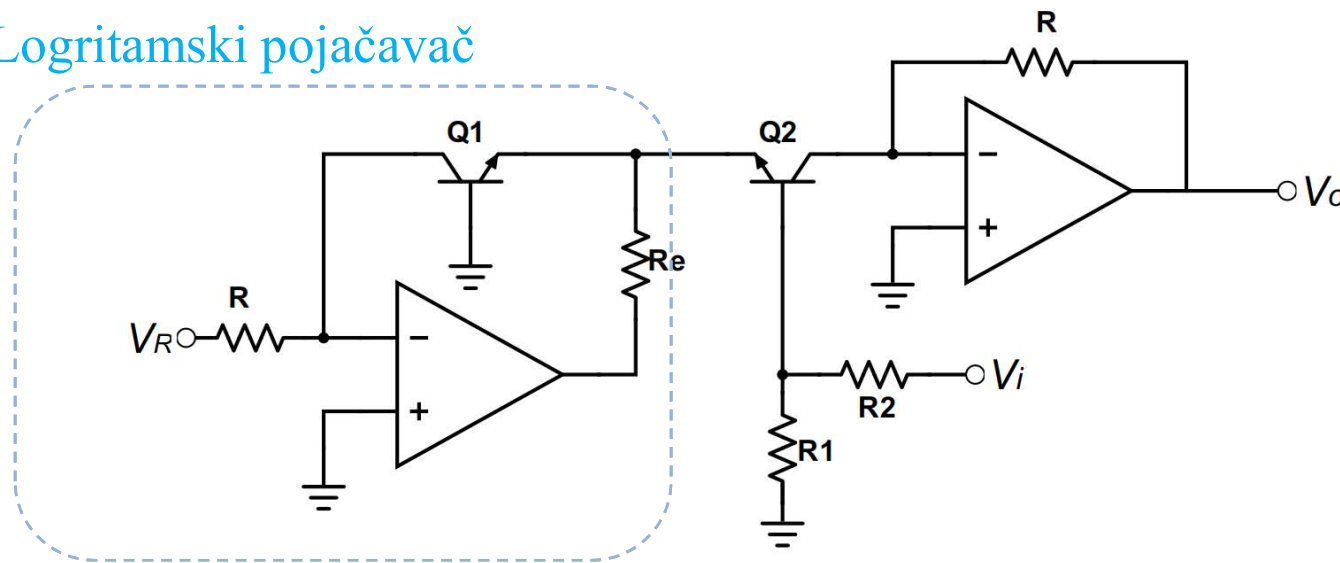 Logritamski pojačavač
R
Q1
Q2
Re
R
VR
−
+
−
+
Vo
Vi
R2
R1